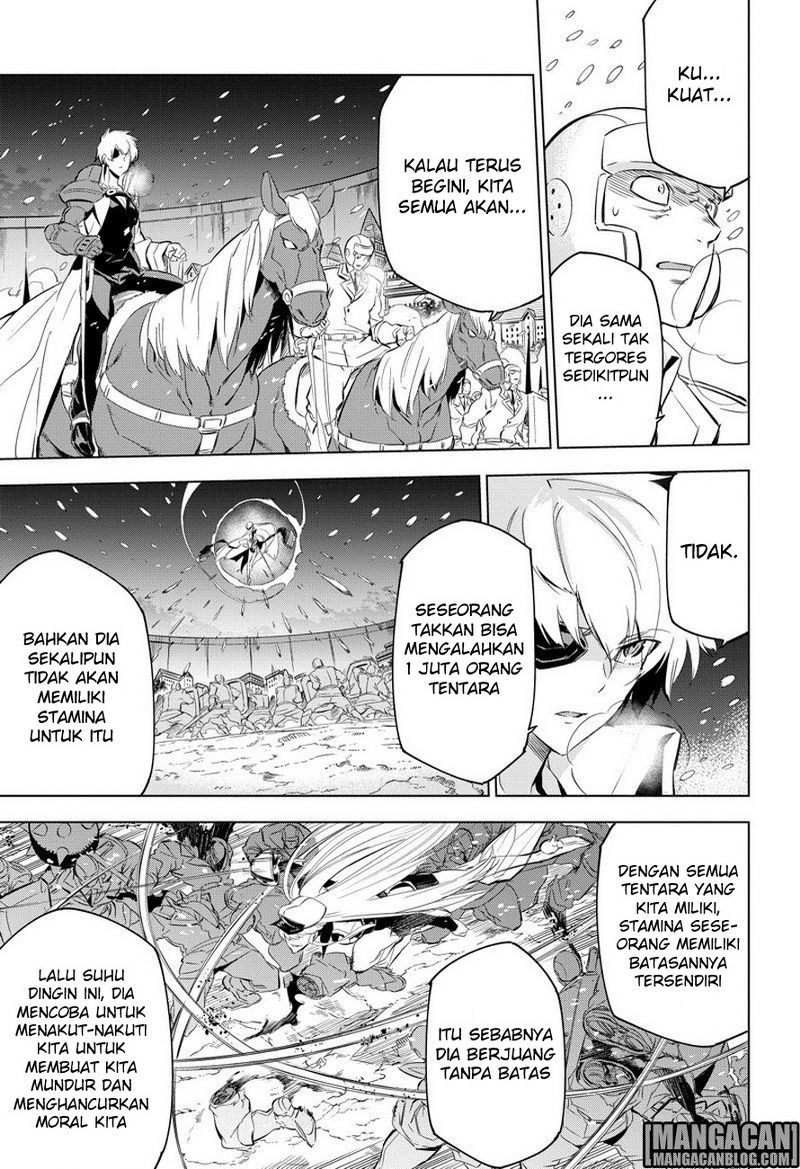 KU...
KUAT...
DIA SAMA
SEKALI TAK
TERGORES
SEDIKITPUN
...
KALAU TERUS
BEGINI, KITA
SEMUA AKAN...
TIDAK.
SESEORANG
TAKKAN BISA
MENGALAHKAN
1 JUTA ORANG
TENTARA
BAHKAN DIA
SEKALIPUN
TIDAK AKAN
MEMILIKI
STAMINA
UNTUK ITU
DENGAN SEMUA
TENTARA YANG
KITA MILIKI,
STAMINA SESE-
ORANG MEMILIKI
BATASANNYA
TERSENDIRI
ITU SEBABNYA
DIA BERJUANG
TANPA BATAS
LALU SUHU
DINGIN INI, DIA
MENCOBA UNTUK
MENAKUT-NAKUTI
KITA UNTUK
MEMBUAT KITA
MUNDUR DAN
MENGHANCURKAN
MORAL KITA
MANGACAN
MANGACANBLOG.COM